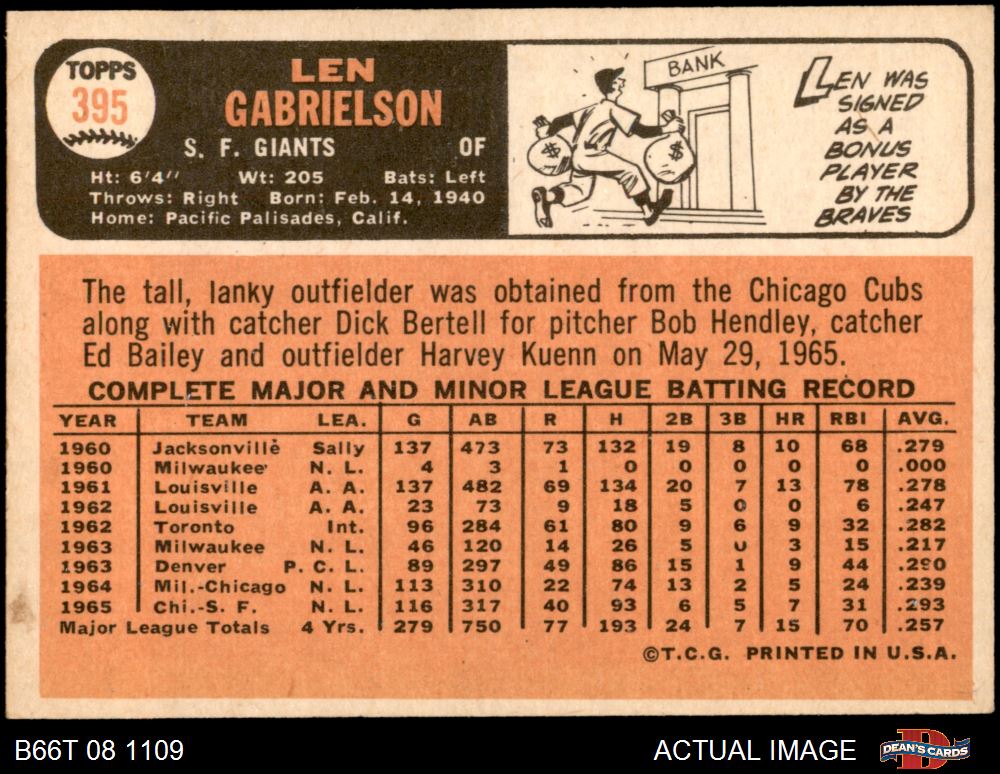 TOPPS
395
LEN
GABRIELSON
S. F. GIANTS OF
Ht: 6'4" Wt: 205 Bats: Left
Throws: Right Born: Feb. 14, 1940
Home: Pacific Palisades, Calif.
BANK
$
$
LEN WAS
SIGNED
AS A
BONUS
PLAYER
BY THE
BRAVES
The tall, lanky outfielder was obtained from the Chicago Cubs
along with catcher Dick Bertell for pitcher Bob Hendley, catcher
Ed Bailey and outfielder Harvey Kuenn on May 29, 1965.
COMPLETE MAJOR AND MINOR LEAGUE BATTING RECORD
YEAR TEAM LEA. G AB R H 2B 3B HR RBI AVG.
1960 Jacksonville Sally 137 473 73 132 19 8 10 68 .279
1960 Milwaukee N. L. 4 3 1 0 0 0 0 0 .000
1961 Louisville A. A. 137 482 69 134 20 7 13 78 .278
1962 Louisville A. A. 23 73 9 18 5 0 0 6 .247
1962 Toronto Int. 96 284 61 80 9 6 9 32 .282
1963 Milwaukee N. L. 46 120 14 26 5 0 3 15 .217
1963 Denver P. C. L. 89 297 49 86 15 1 9 44 .290
1964 Mil.-Chicago N. L. 113 310 22 74 13 2 5 24 .239
1965 Chi.-S. F. N. L. 116 317 40 93 6 5 7 31 .293
Major League Totals 4 Yrs. 279 750 77 193 24 7 15 70 .257
©T.C.G. PRINTED IN U.S.A.
B66T 08 1109 ACTUAL IMAGE DEAN'S CARDS